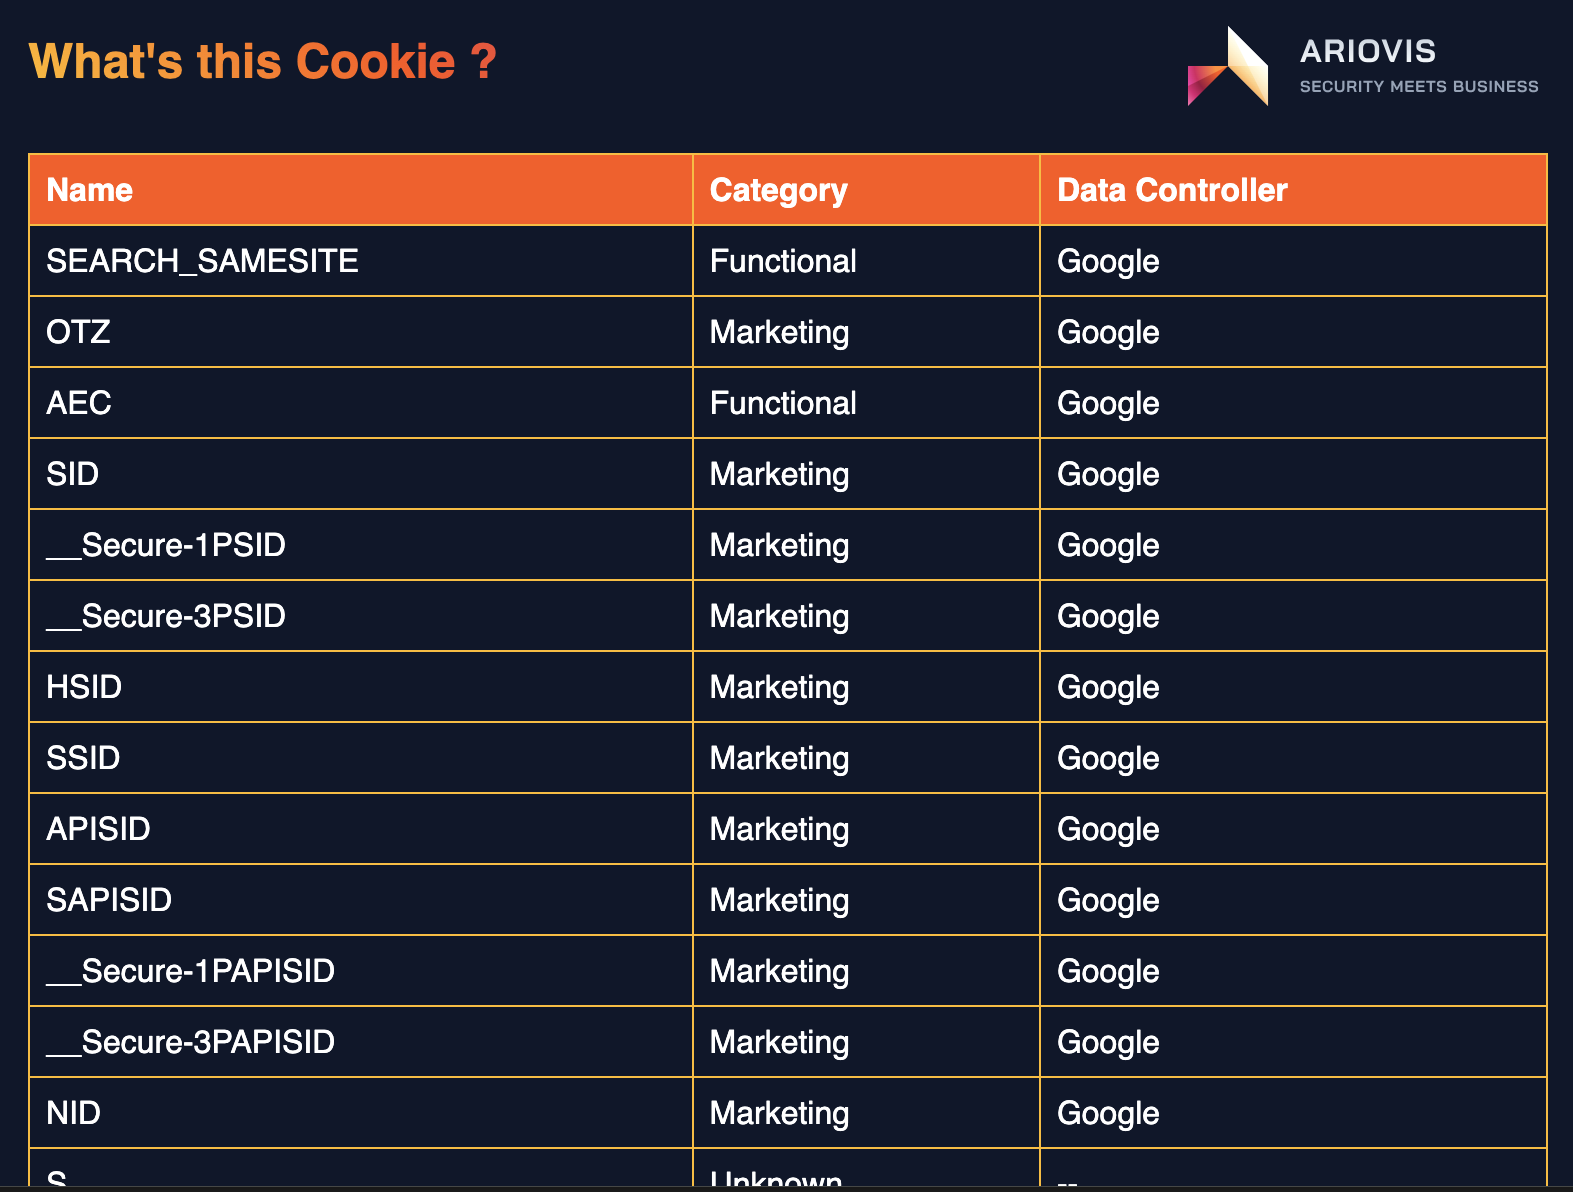 What's this Cookie ?
ARIOVIS
SECURITY MEETS BUSINESS
Name Category Data Controller
SEARCH_SAMESITE Functional Google
OTZ Marketing Google
AEC Functional Google
SID Marketing Google
__Secure-1PSID Marketing Google
__Secure-3PSID Marketing Google
HSID Marketing Google
SSID Marketing Google
APISID Marketing Google
SAPISID Marketing Google
__Secure-1PAPISID Marketing Google
__Secure-3PAPISID Marketing Google
NID Marketing Google
S Unknown --